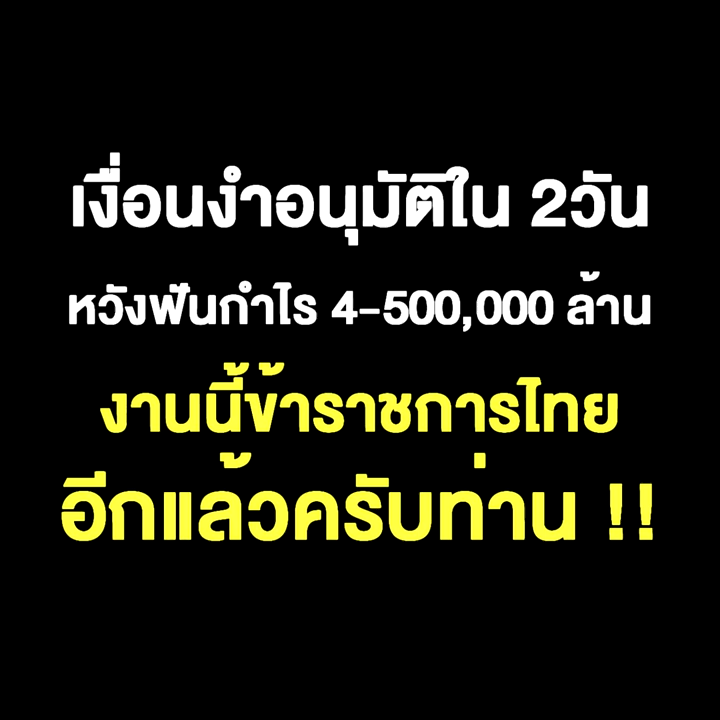 เงื่อนงำอนุมัติใน 2วัน
หวังฟันกำไร 4-500,000 ล้าน
งานนี้ข้าราชการไทย
อีกแล้วครับท่าน !!